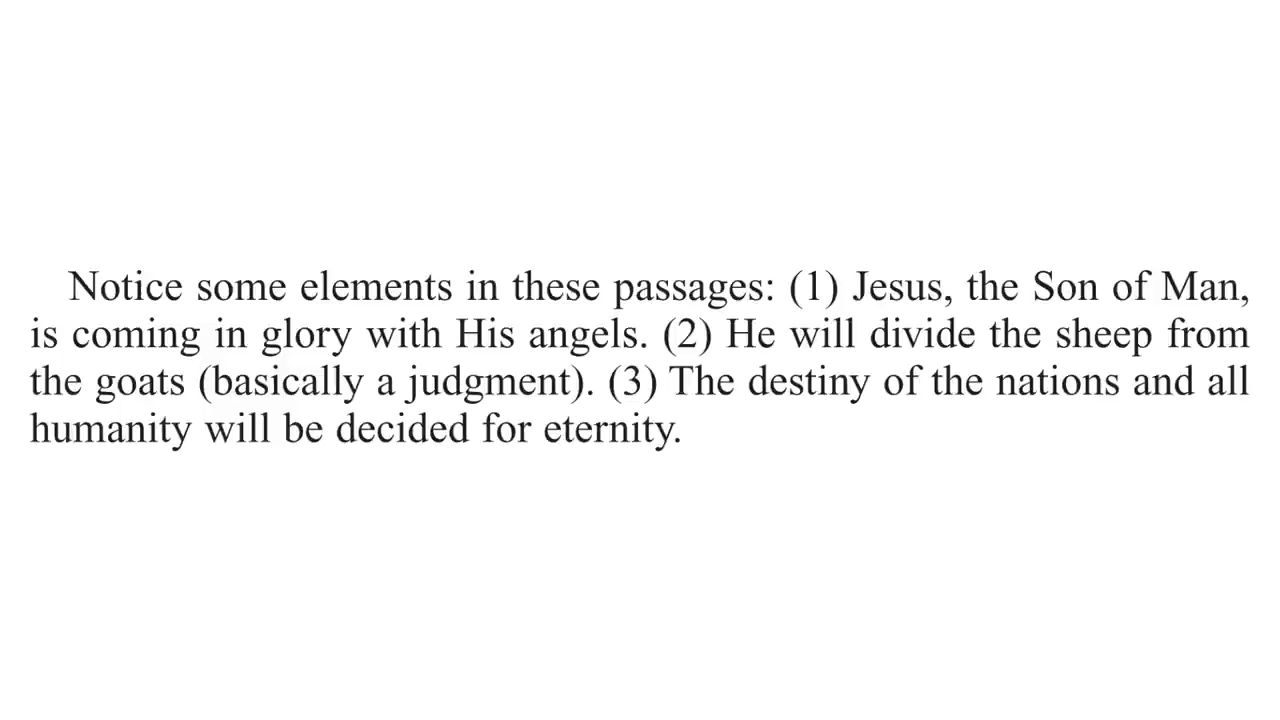 Notice some elements in these passages: (1) Jesus, the Son of Man,
is coming in glory with His angels. (2) He will divide the sheep from
the goats (basically a judgment). (3) The destiny of the nations and all
humanity will be decided for eternity.